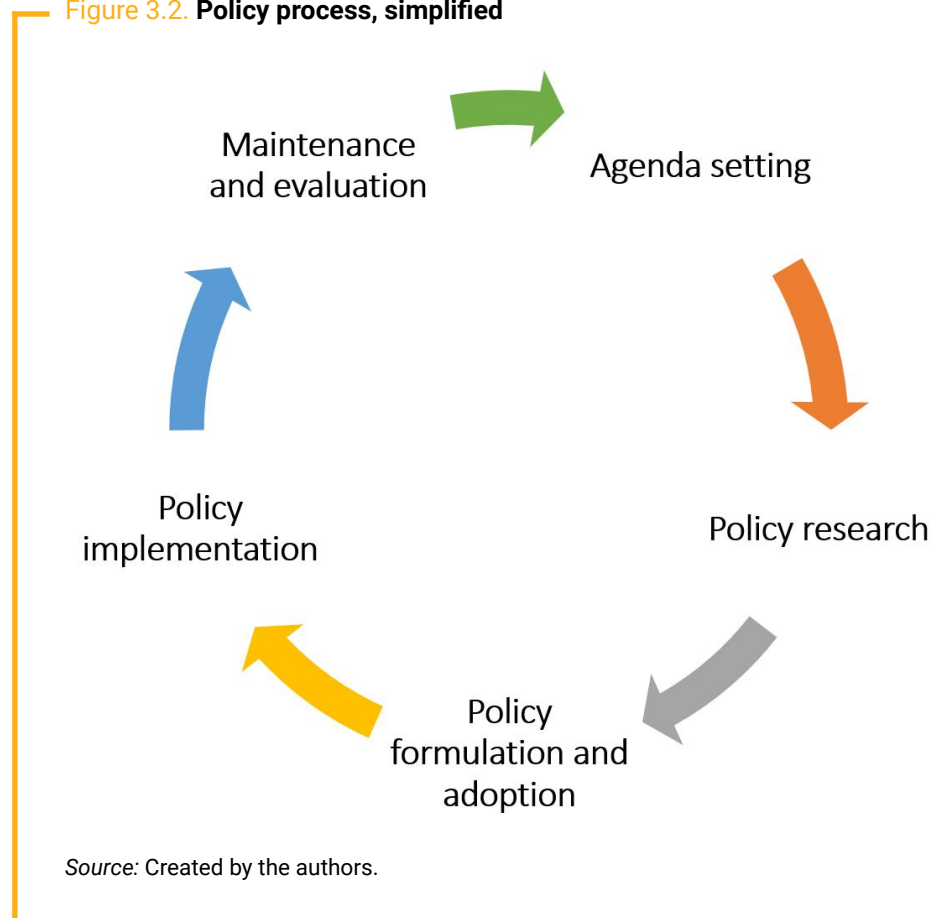 Figure 3.2. Policy process, simplified
Maintenance
and evaluation
Agenda setting
Policy
implementation
Policy research
Policy
formulation and
adoption
Source: Created by the authors.